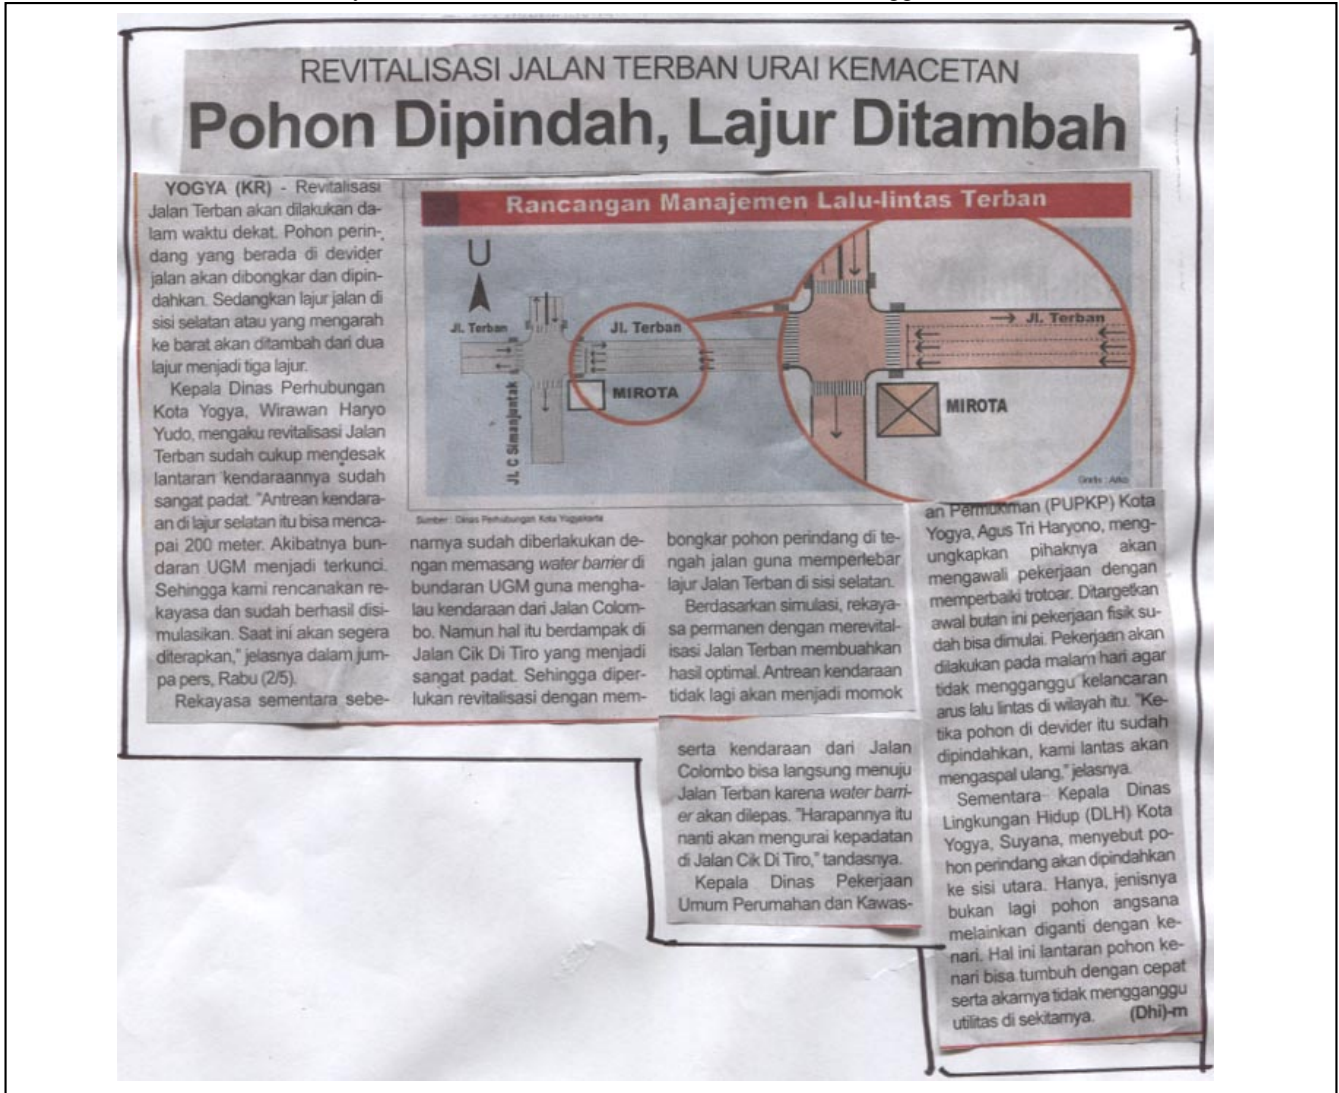 REVITALISASI JALAN TERBAN URAI KEMACETAN
Pohon Dipindah, Lajur Ditambah
YOGYA (KR) - Revitalisasi
Jalan Terban akan dilakukan da-
lam waktu dekat. Pohon perin-
dang yang berada di devider
jalan akan dibongkar dan dipin-
dahkan. Sedangkan lajur jalan di
sisi selatan atau yang mengarah
ke barat akan ditambah dari dua
lajur menjadi tiga lajur.
Kepala Dinas Perhubungan
Kota Yogya, Wirawan Haryo
Yudo, mengaku revitalisasi Jalan
Terban sudah cukup mendesak
lantaran kendaraannya sudah
sangat padat. "Antrean kendara-
an di lajur selatan itu bisa menca-
pai 200 meter. Akibatnya bun-
daran UGM menjadi terkunci.
Sehingga kami rencanakan re-
kayasa dan sudah berhasil disi-
mulasikan. Saat ini akan segera
diterapkan," jelasnya dalam jum-
pa pers, Rabu (2/5).
Rekayasa sementara sebe-
Rancangan Manajemen Lalu-lintas Terban
U
Jl. Terban
Jl. Terban
Jl. Terban
MIROTA
MIROTA
Jl. C Simanjuntak
Grafis : Arko
Sumber : Dinas Perhubungan Kota Yogyakarta
narnya sudah diberlakukan de-
ngan memasang water barrier di
bundaran UGM guna mengha-
lau kendaraan dari Jalan Colom-
bo. Namun hal itu berdampak di
Jalan Cik Di Tiro yang menjadi
sangat padat. Sehingga diper-
lukan revitalisasi dengan mem-
bongkar pohon perindang di te-
ngah jalan guna memperlebar
lajur Jalan Terban di sisi selatan.
Berdasarkan simulasi, rekaya-
sa permanen dengan merevital-
isasi Jalan Terban membuahkan
hasil optimal. Antrean kendaraan
tidak lagi akan menjadi momok
serta kendaraan dari Jalan
Colombo bisa langsung menuju
Jalan Terban karena water barri-
er akan dilepas. "Harapannya itu
nanti akan mengurai kepadatan
di Jalan Cik Di Tiro," tandasnya.
Kepala Dinas Pekerjaan
Umum Perumahan dan Kawas-
an Permukiman (PUPKP) Kota
Yogya, Agus Tri Haryono, meng-
ungkapkan pihaknya akan
mengawali pekerjaan dengan
memperbaiki trotoar. Ditargetkan
awal bulan ini pekerjaan fisik su-
dah bisa dimulai. Pekerjaan akan
dilakukan pada malam hari agar
tidak mengganggu kelancaran
arus lalu lintas di wilayah itu. "Ke-
tika pohon di devider itu sudah
dipindahkan, kami lantas akan
mengaspal ulang," jelasnya.
Sementara Kepala Dinas
Lingkungan Hidup (DLH) Kota
Yogya, Suyana, menyebut po-
hon perindang akan dipindahkan
ke sisi utara. Hanya, jenisnya
bukan lagi pohon angsana
melainkan diganti dengan ke-
nari. Hal ini lantaran pohon ke-
nari bisa tumbuh dengan cepat
serta akarnya tidak mengganggu
utilitas di sekitarnya. (Dhi)-m